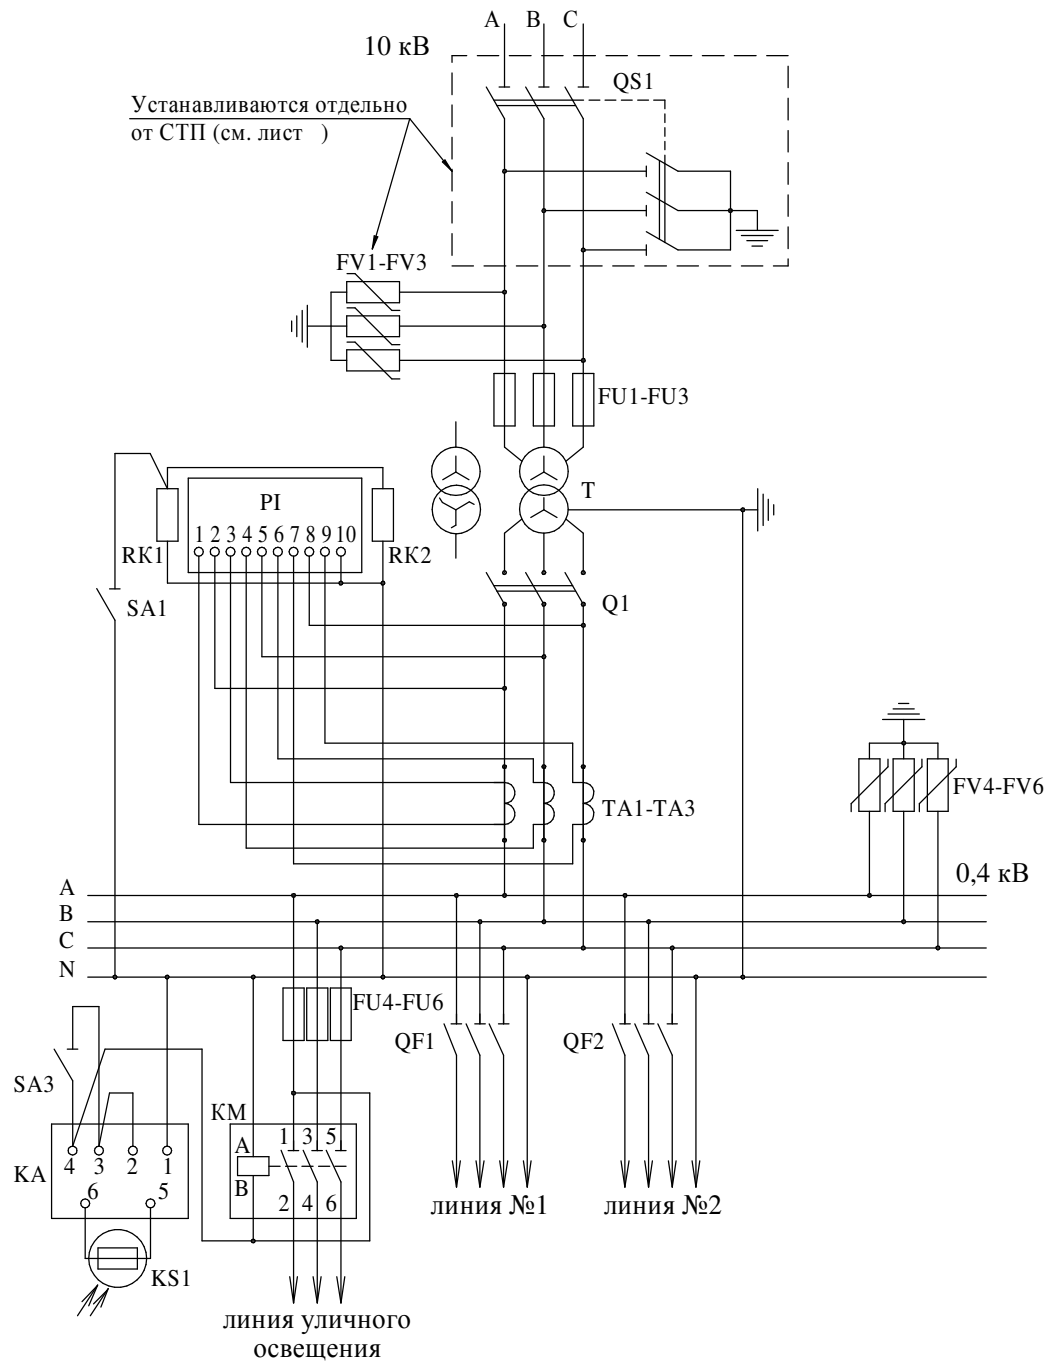 A B C
10 кВ
QS1
Устанавливаются отдельно
от СТП (см. лист )
FV1-FV3
FU1-FU3
T
PI
1 2 3 4 5 6 7 8 9 10
RK1
RK2
SA1
Q1
TA1-TA3
FV4-FV6
0,4 кВ
A
B
C
N
FU4-FU6
QF1
QF2
SA3
КМ
1 3 5
A
B
2 4 6
KA
4 3 2 1
6 5
KS1
линия №1
линия №2
линия уличного
освещения